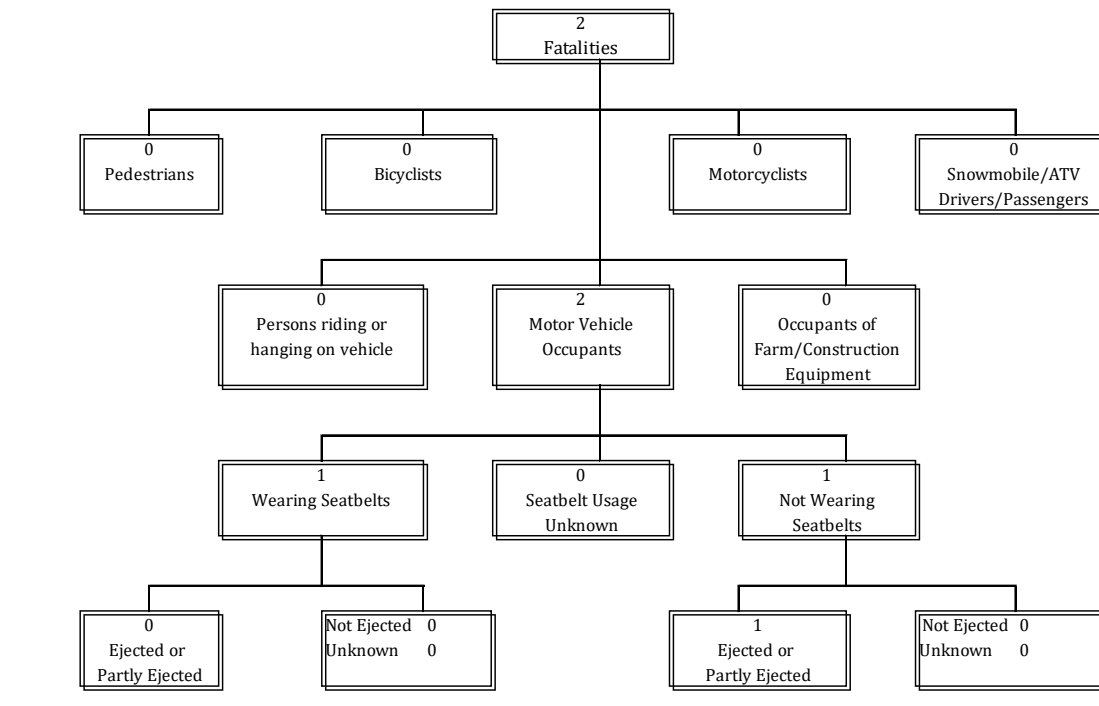 2
Fatalities
0
Pedestrians
0
Bicyclists
0
Motorcyclists
0
Snowmobile/ATV
Drivers/Passengers
0
Persons riding or
hanging on vehicle
2
Motor Vehicle
Occupants
0
Occupants of
Farm/Construction
Equipment
1
Wearing Seatbelts
0
Seatbelt Usage
Unknown
1
Not Wearing
Seatbelts
0
Ejected or
Partly Ejected
Not Ejected 0
Unknown 0
1
Ejected or
Partly Ejected
Not Ejected 0
Unknown 0